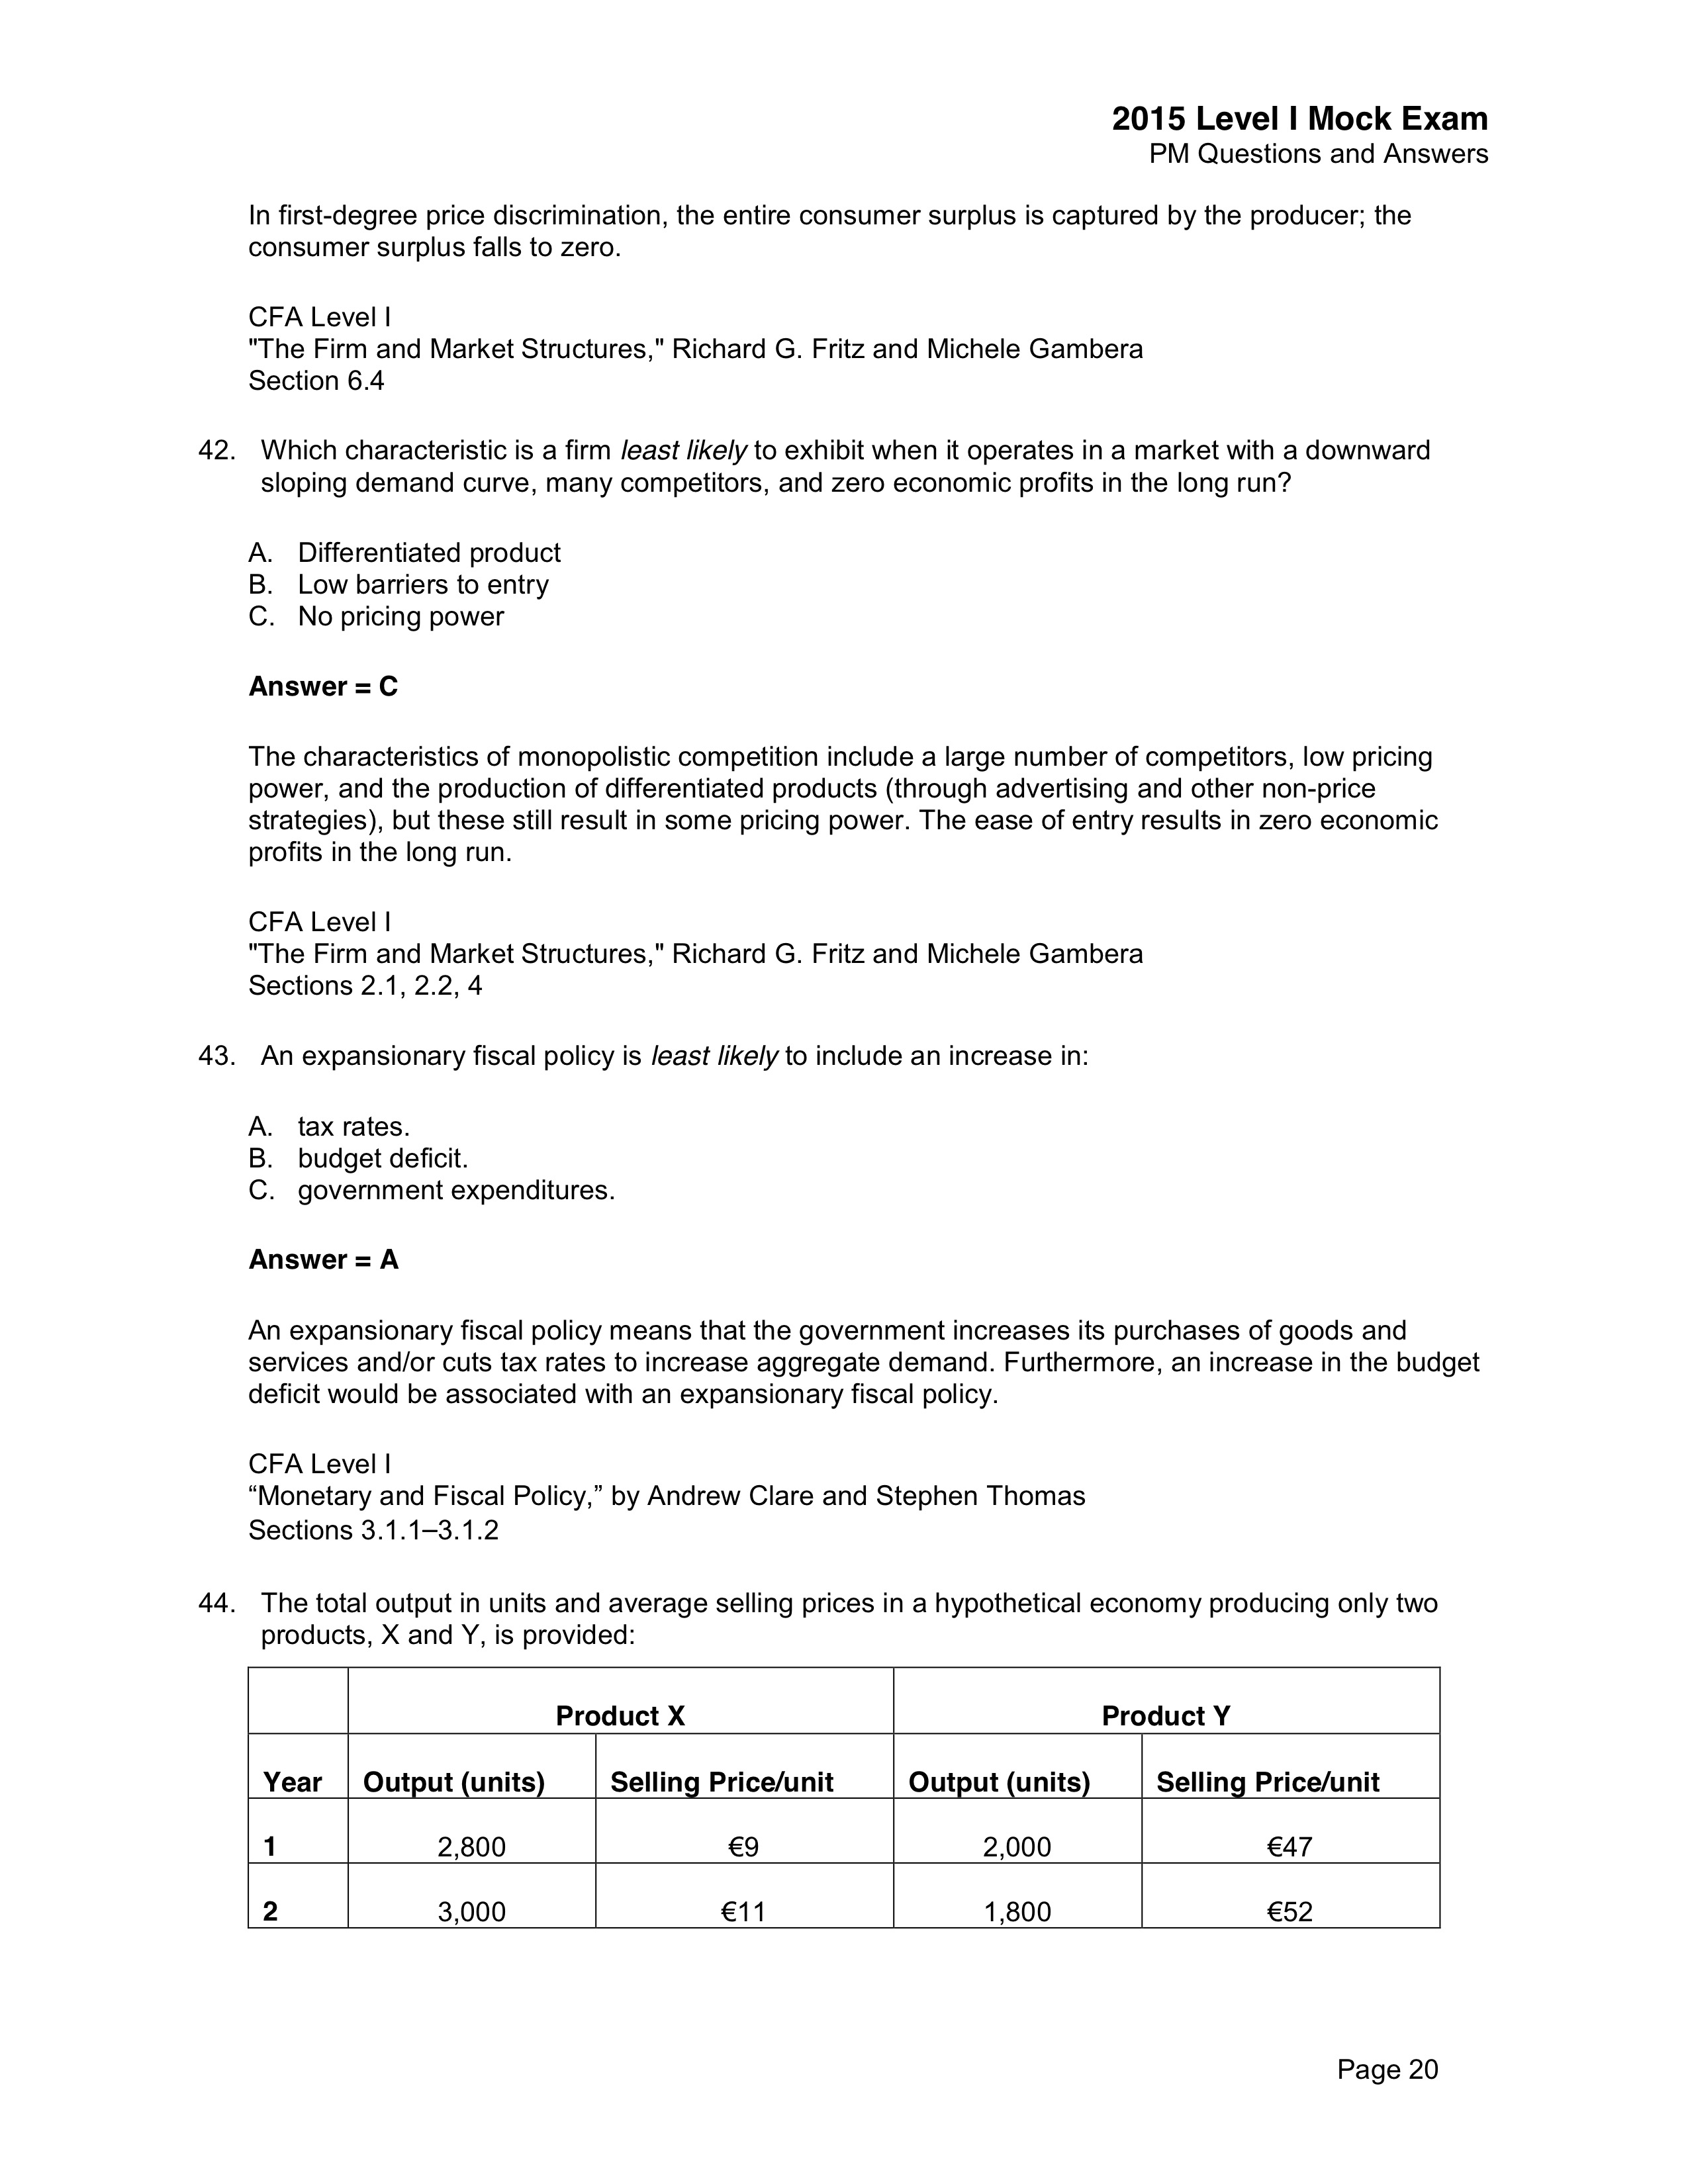 2015 Level I Mock Exam
PM Questions and Answers
In first-degree price discrimination, the entire consumer surplus is captured by the producer; the
consumer surplus falls to zero.
CFA Level I
"The Firm and Market Structures," Richard G. Fritz and Michele Gambera
Section 6.4
42. Which characteristic is a firm least likely to exhibit when it operates in a market with a downward
sloping demand curve, many competitors, and zero economic profits in the long run?
A. Differentiated product
B. Low barriers to entry
C. No pricing power
Answer = C
The characteristics of monopolistic competition include a large number of competitors, low pricing
power, and the production of differentiated products (through advertising and other non-price
strategies), but these still result in some pricing power. The ease of entry results in zero economic
profits in the long run.
CFA Level I
"The Firm and Market Structures," Richard G. Fritz and Michele Gambera
Sections 2.1, 2.2, 4
43. An expansionary fiscal policy is least likely to include an increase in:
A. tax rates.
B. budget deficit.
C. government expenditures.
Answer = A
An expansionary fiscal policy means that the government increases its purchases of goods and
services and/or cuts tax rates to increase aggregate demand. Furthermore, an increase in the budget
deficit would be associated with an expansionary fiscal policy.
CFA Level I
“Monetary and Fiscal Policy,” by Andrew Clare and Stephen Thomas
Sections 3.1.1–3.1.2
44. The total output in units and average selling prices in a hypothetical economy producing only two
products, X and Y, is provided:
Product X Product Y
Year Output (units) Selling Price/unit Output (units) Selling Price/unit
1 2,800 €9 2,000 €47
2 3,000 €11 1,800 €52
Page 20